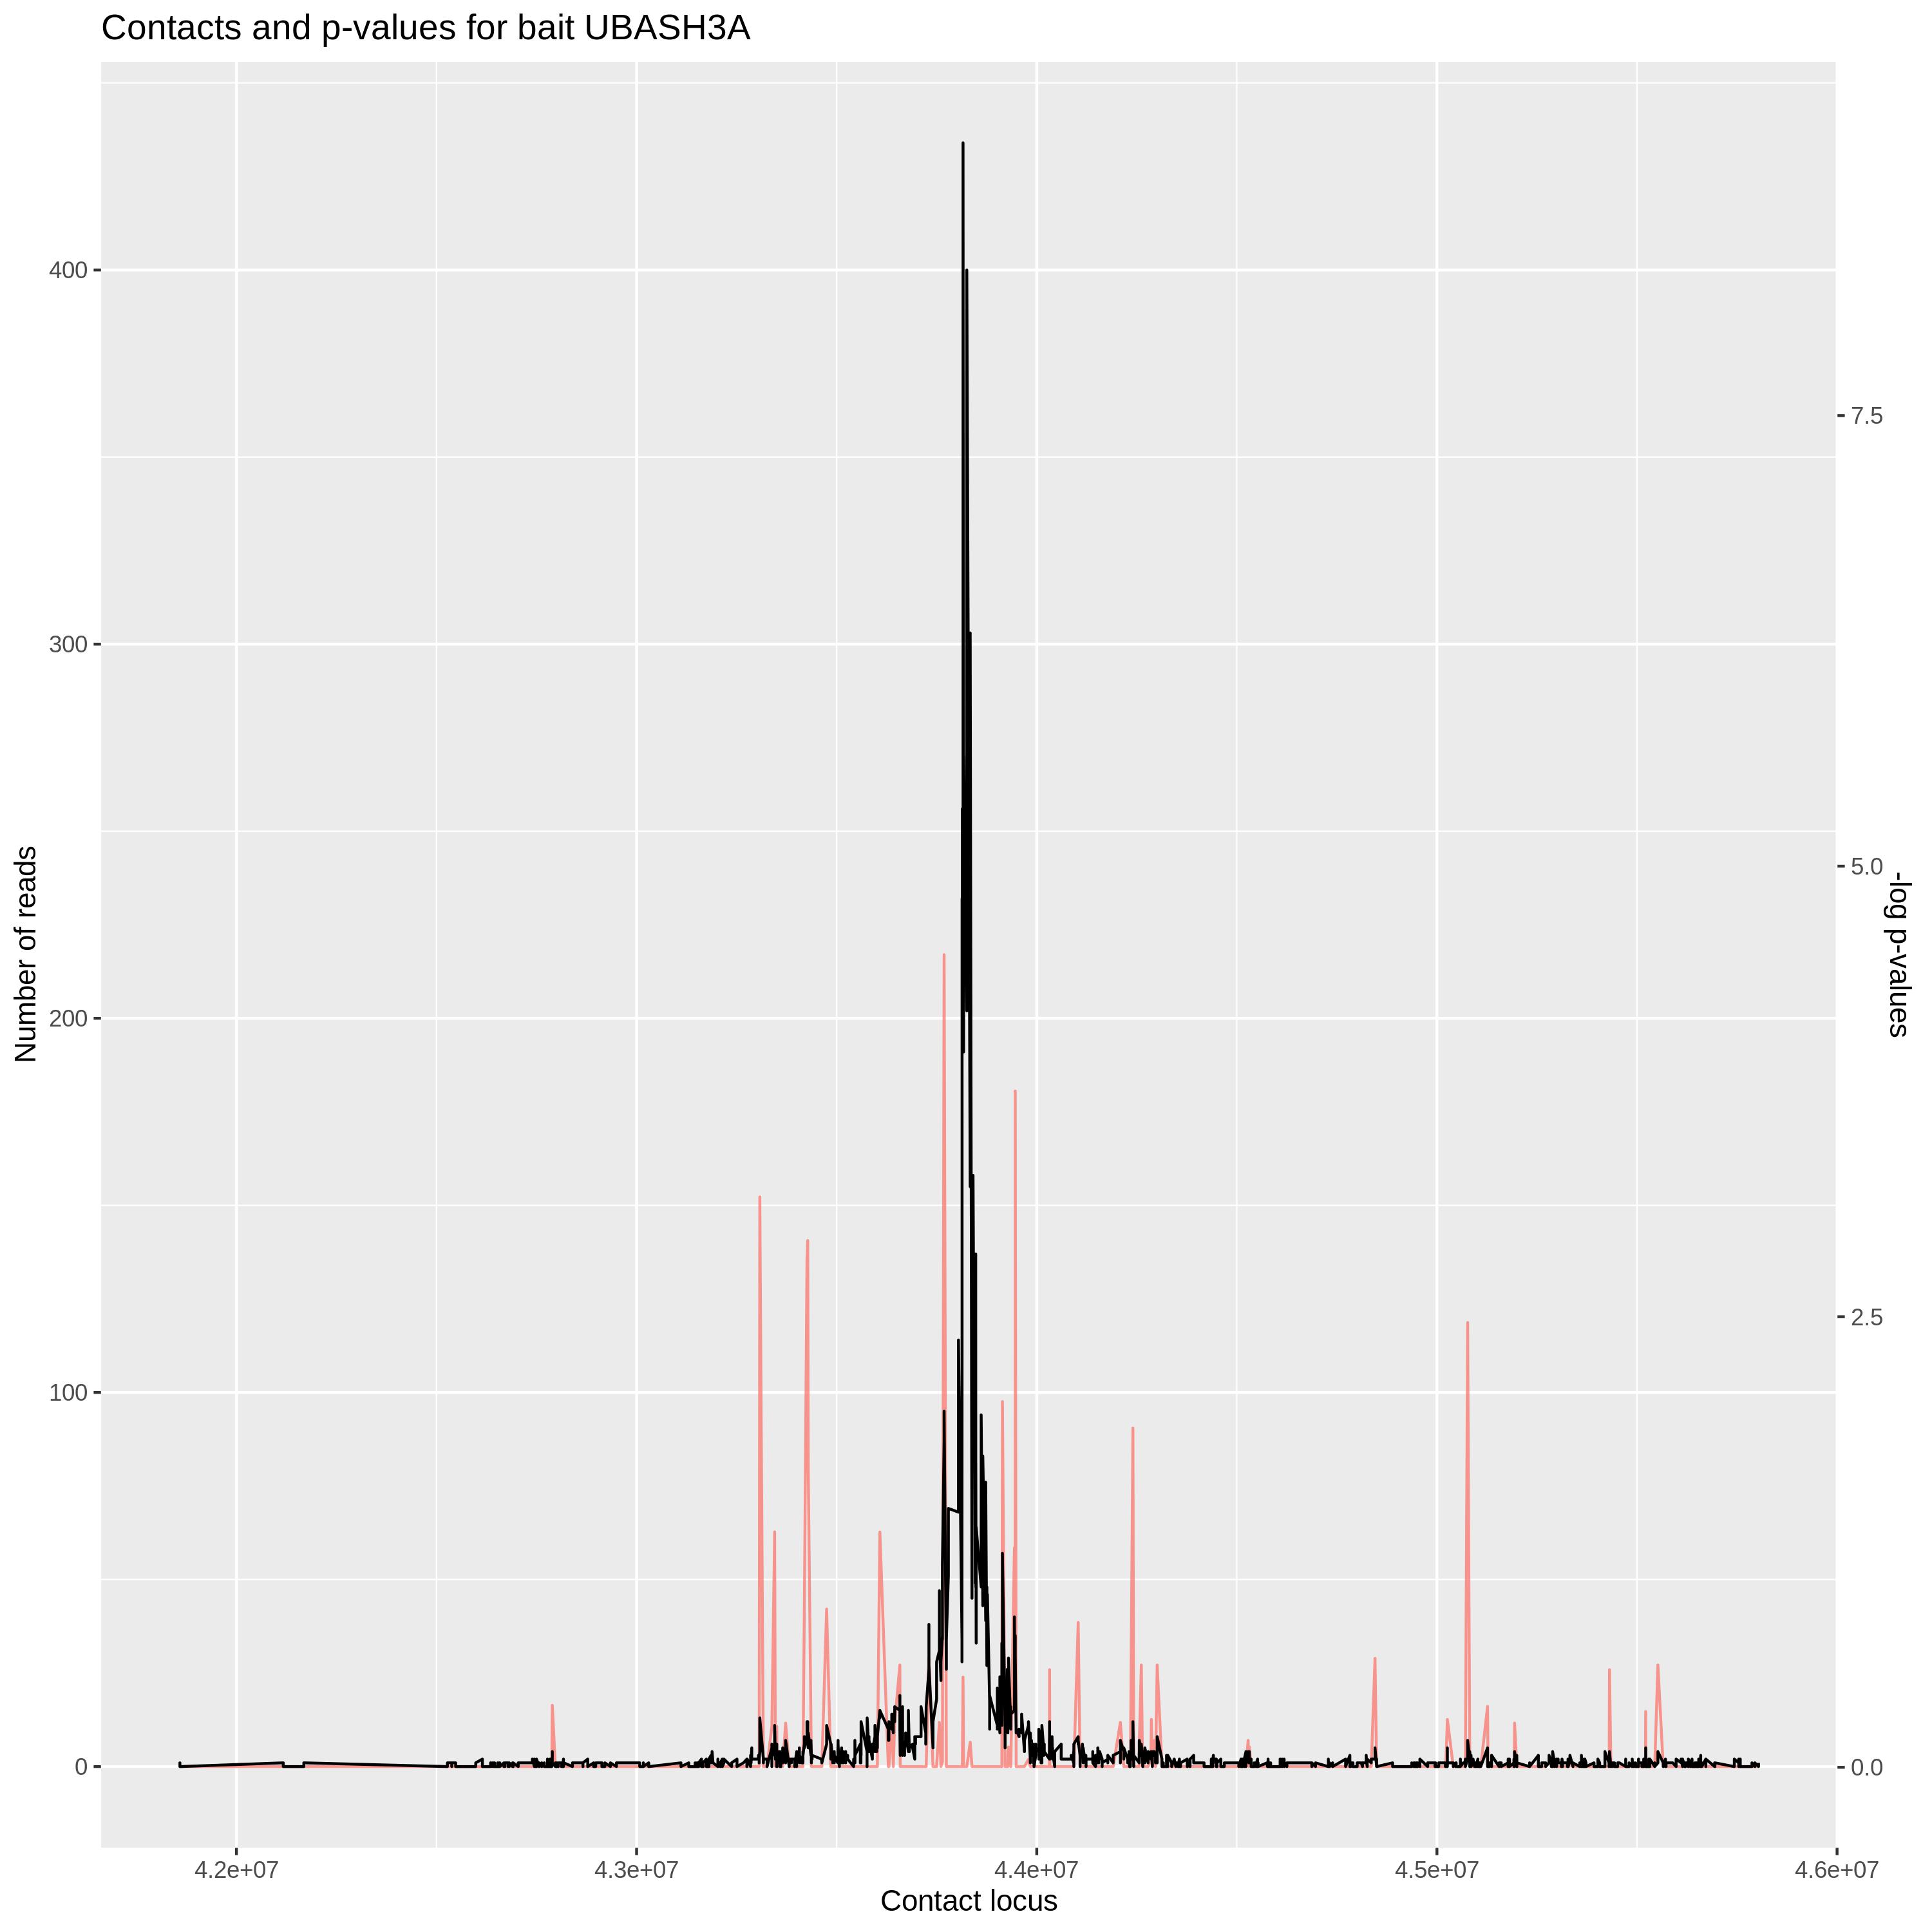 Contacts and p-values for bait UBASH3A
400
300
200
100
0
Number of reads
7.5
5.0
2.5
0.0
-log p-values
4.2e+07
4.3e+07
4.4e+07
4.5e+07
4.6e+07
Contact locus